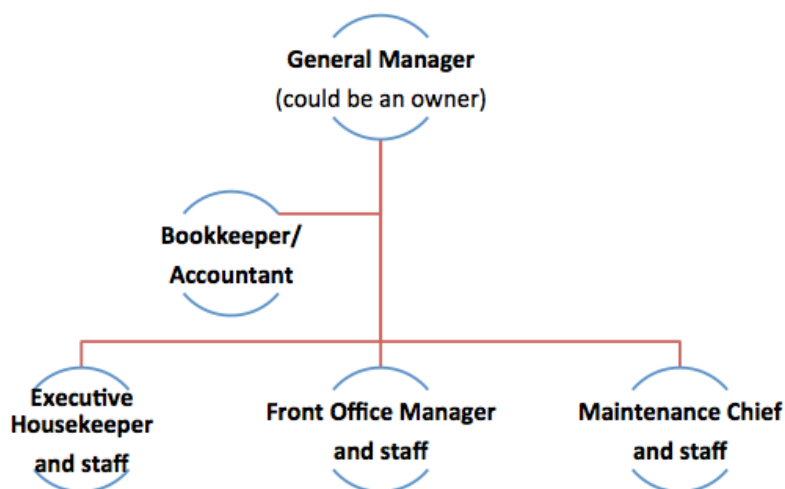 General Manager
(could be an owner)
Bookkeeper/
Accountant
Executive
Housekeeper
and staff
Front Office Manager
and staff
Maintenance Chief
and staff